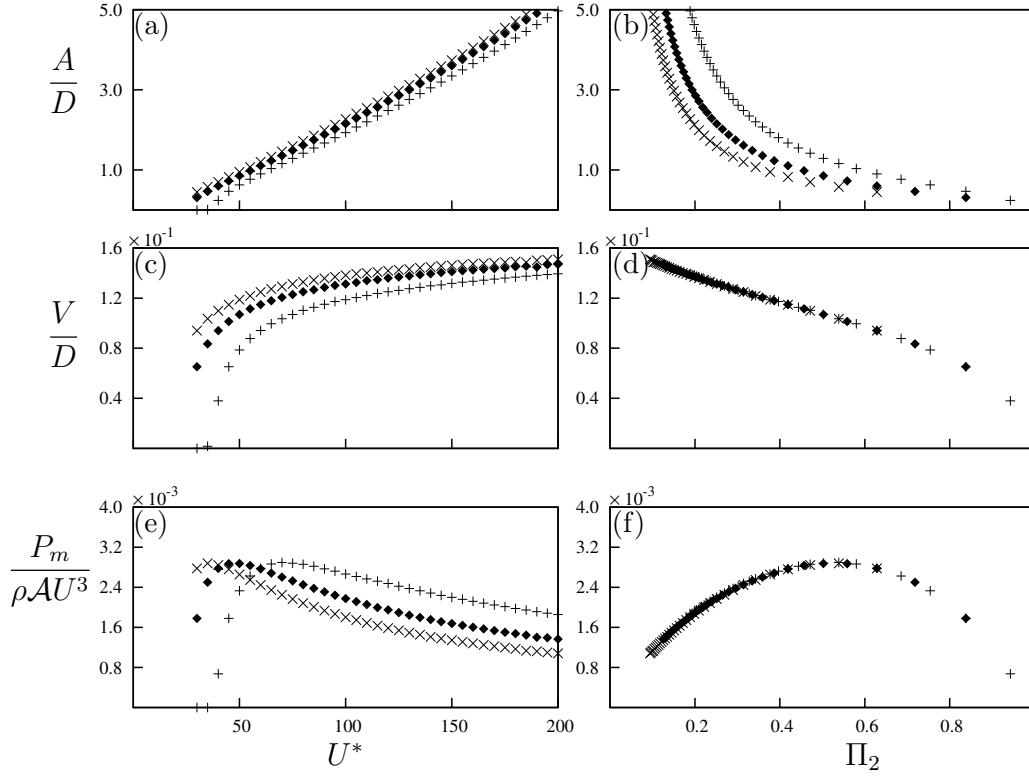 5.0 (a) 5.0 (b)
A/D 3.0 3.0
1.0 1.0
× 10^-1 × 10^-1
1.6 (c) 1.6 (d)
V/D 1.2 1.2
0.8 0.8
0.4 0.4
× 10^-3 × 10^-3
4.0 (e) 4.0 (f)
3.2 3.2
P_m/ρ𝒜U^3 2.4 2.4
1.6 1.6
0.8 0.8
50 100 150 200 0.2 0.4 0.6 0.8
U* Π_2